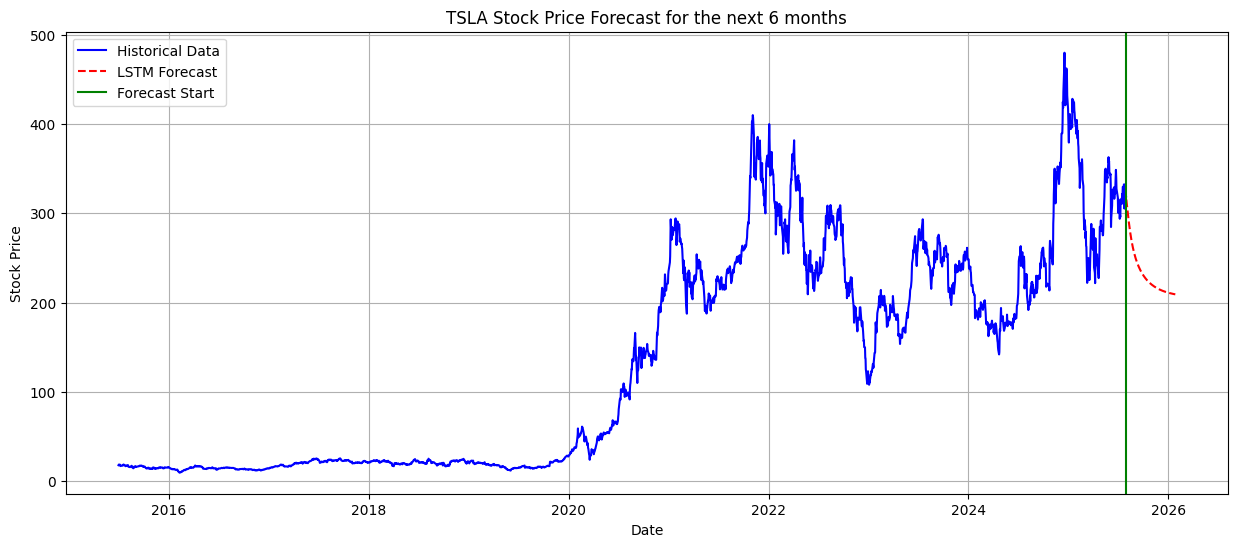 TSLA Stock Price Forecast for the next 6 months
Historical Data
LSTM Forecast
Forecast Start
Stock Price
500
400
300
200
100
0
2016 2018 2020 2022 2024 2026
Date